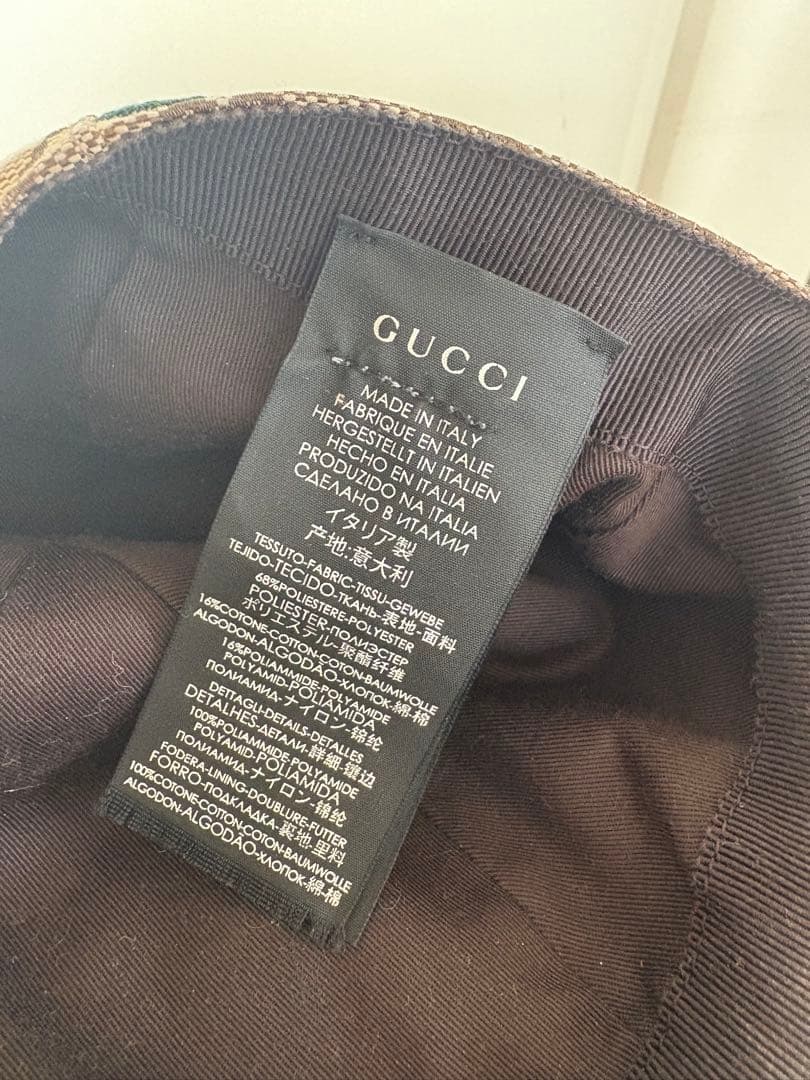 GUCCI
MADE IN ITALY
FABRIQUE EN ITALIE
HERGESTELLT IN ITALIEN
HECHO EN ITALIA
PRODUZIDO NA ITALIA
СДЕЛАНО В ИТАЛИИ
イタリア製
产地:意大利
TESSUTO-FABRIC-TISSU-GEWEBE
TEJIDO-TECIDO-ТКАНЬ-表地-面料
68%POLIESTERE-POLYESTER
POLIESTER-ПОЛИЭСТЕР
ポリエステル-聚酯纤维
16%COTONE-COTTON-COTON-BAUMWOLLE
ALGODON-ALGODÃO-ХЛОПОК-綿-棉
16%POLIAMMIDE-POLYAMIDE
POLYAMID-POLIAMIDA
ПОЛИАМИД-ナイロン-锦纶
DETTAGLI-DETAILS-DETALLES
DETALHES-ДЕТАЛИ-詳細-镶边
100%POLIAMMIDE-POLYAMIDE
POLYAMID-POLIAMIDA
ПОЛИАМИД-ナイロン-锦纶
FODERA-LINING-DOUBLURE-FUTTER
FORRO-ПОДКЛАДКА-裏地-里料
100%COTONE-COTTON-COTON-BAUMWOLLE
ALGODON-ALGODÃO-ХЛОПОК-綿-棉